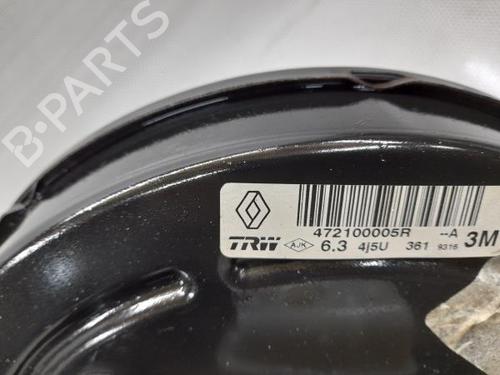 B-PARTS
472100005R --A
TRW AJK 6.3 4j5U 361 9316 3M